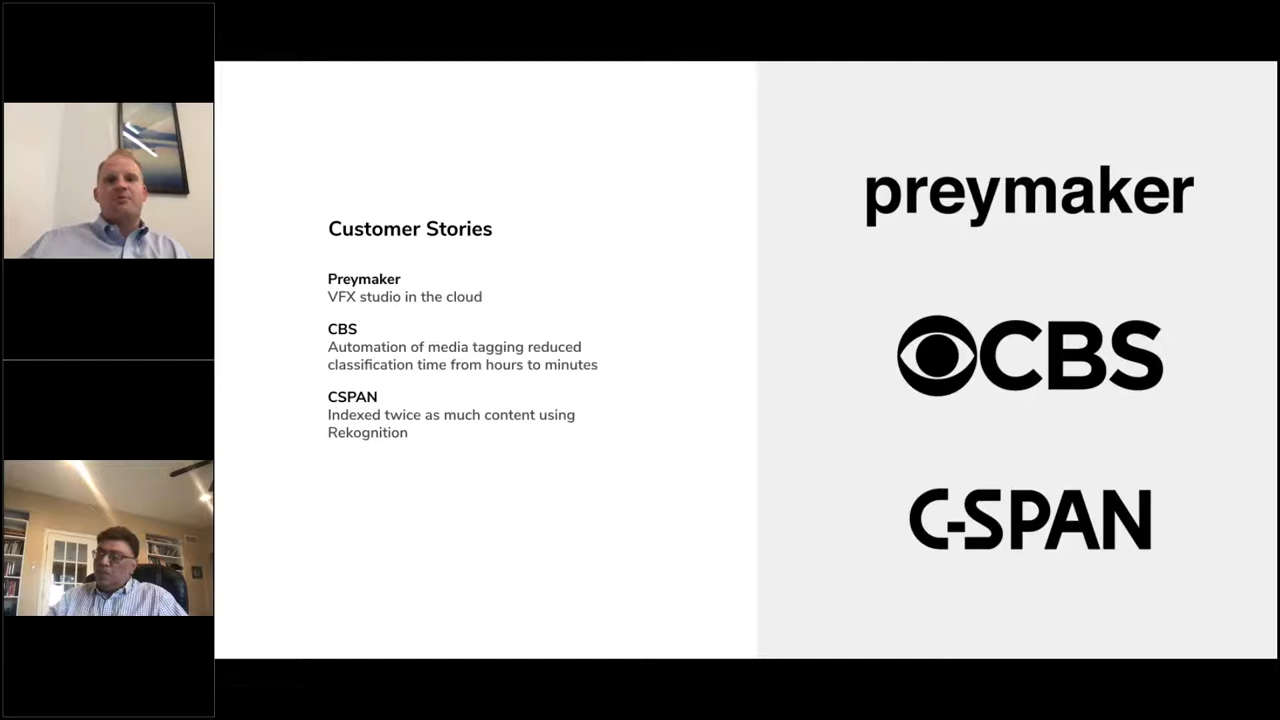 Customer Stories
Preymaker
VFX studio in the cloud
CBS
Automation of media tagging reduced
classification time from hours to minutes
CSPAN
Indexed twice as much content using
Rekognition
preymaker
CBS
C-SPAN